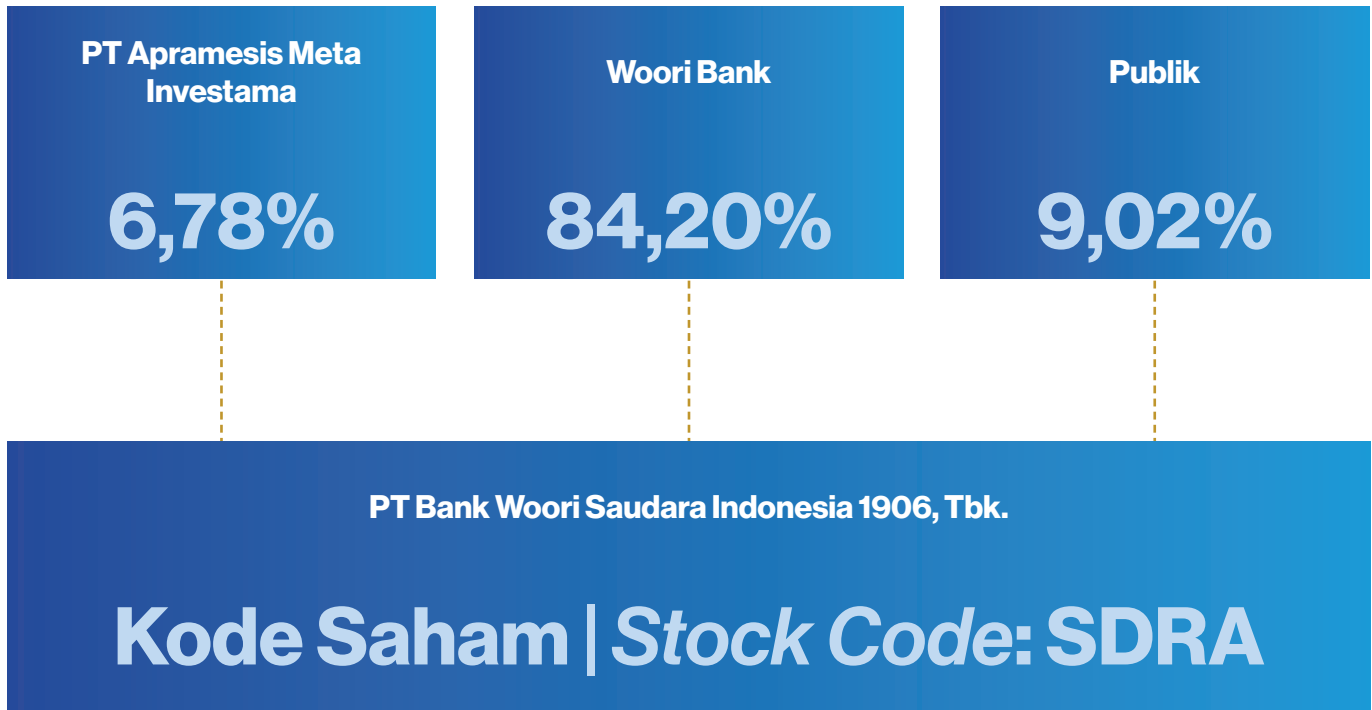 PT Apramesis Meta
Investama
6,78%
Woori Bank
84,20%
Publik
9,02%
PT Bank Woori Saudara Indonesia 1906, Tbk.
Kode Saham | Stock Code: SDRA